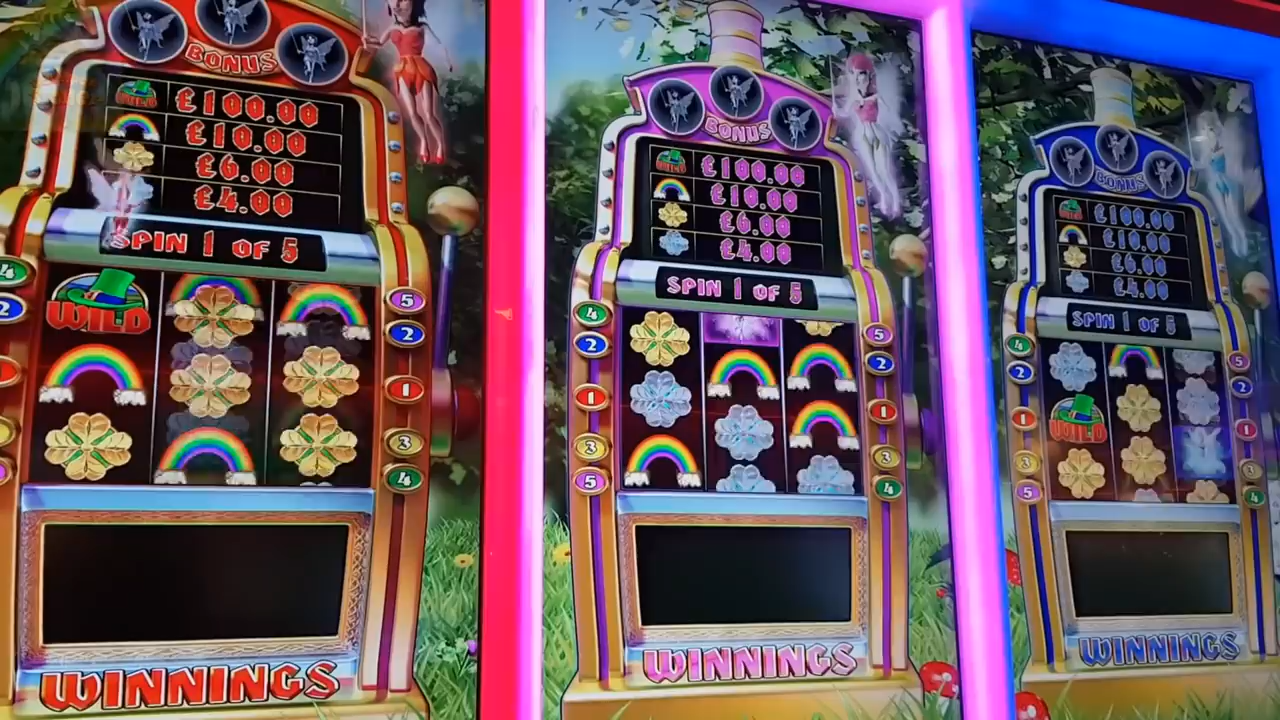 BONUS
WILD £100.00
£10.00
£6.00
£4.00
SPIN 1 OF 5
WILD
4
2
1
5
2
1
3
4
WINNINGS
BONUS
WILD £100.00
£10.00
£6.00
£4.00
SPIN 1 OF 5
4
2
1
3
5
5
2
1
3
4
WINNINGS
BONUS
WILD £100.00
£10.00
£6.00
£4.00
SPIN 1 OF 5
WILD
4
2
1
3
5
5
2
1
3
4
WINNINGS